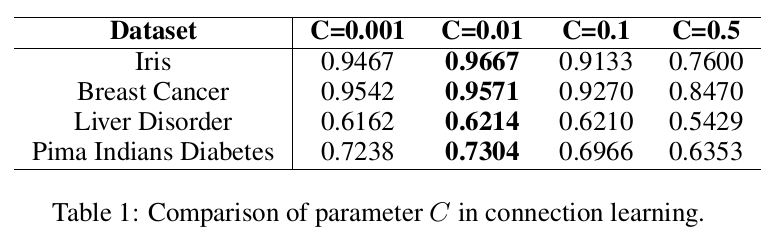 Dataset C=0.001 C=0.01 C=0.1 C=0.5
Iris 0.9467 0.9667 0.9133 0.7600
Breast Cancer 0.9542 0.9571 0.9270 0.8470
Liver Disorder 0.6162 0.6214 0.6210 0.5429
Pima Indians Diabetes 0.7238 0.7304 0.6966 0.6353
Table 1: Comparison of parameter C in connection learning.